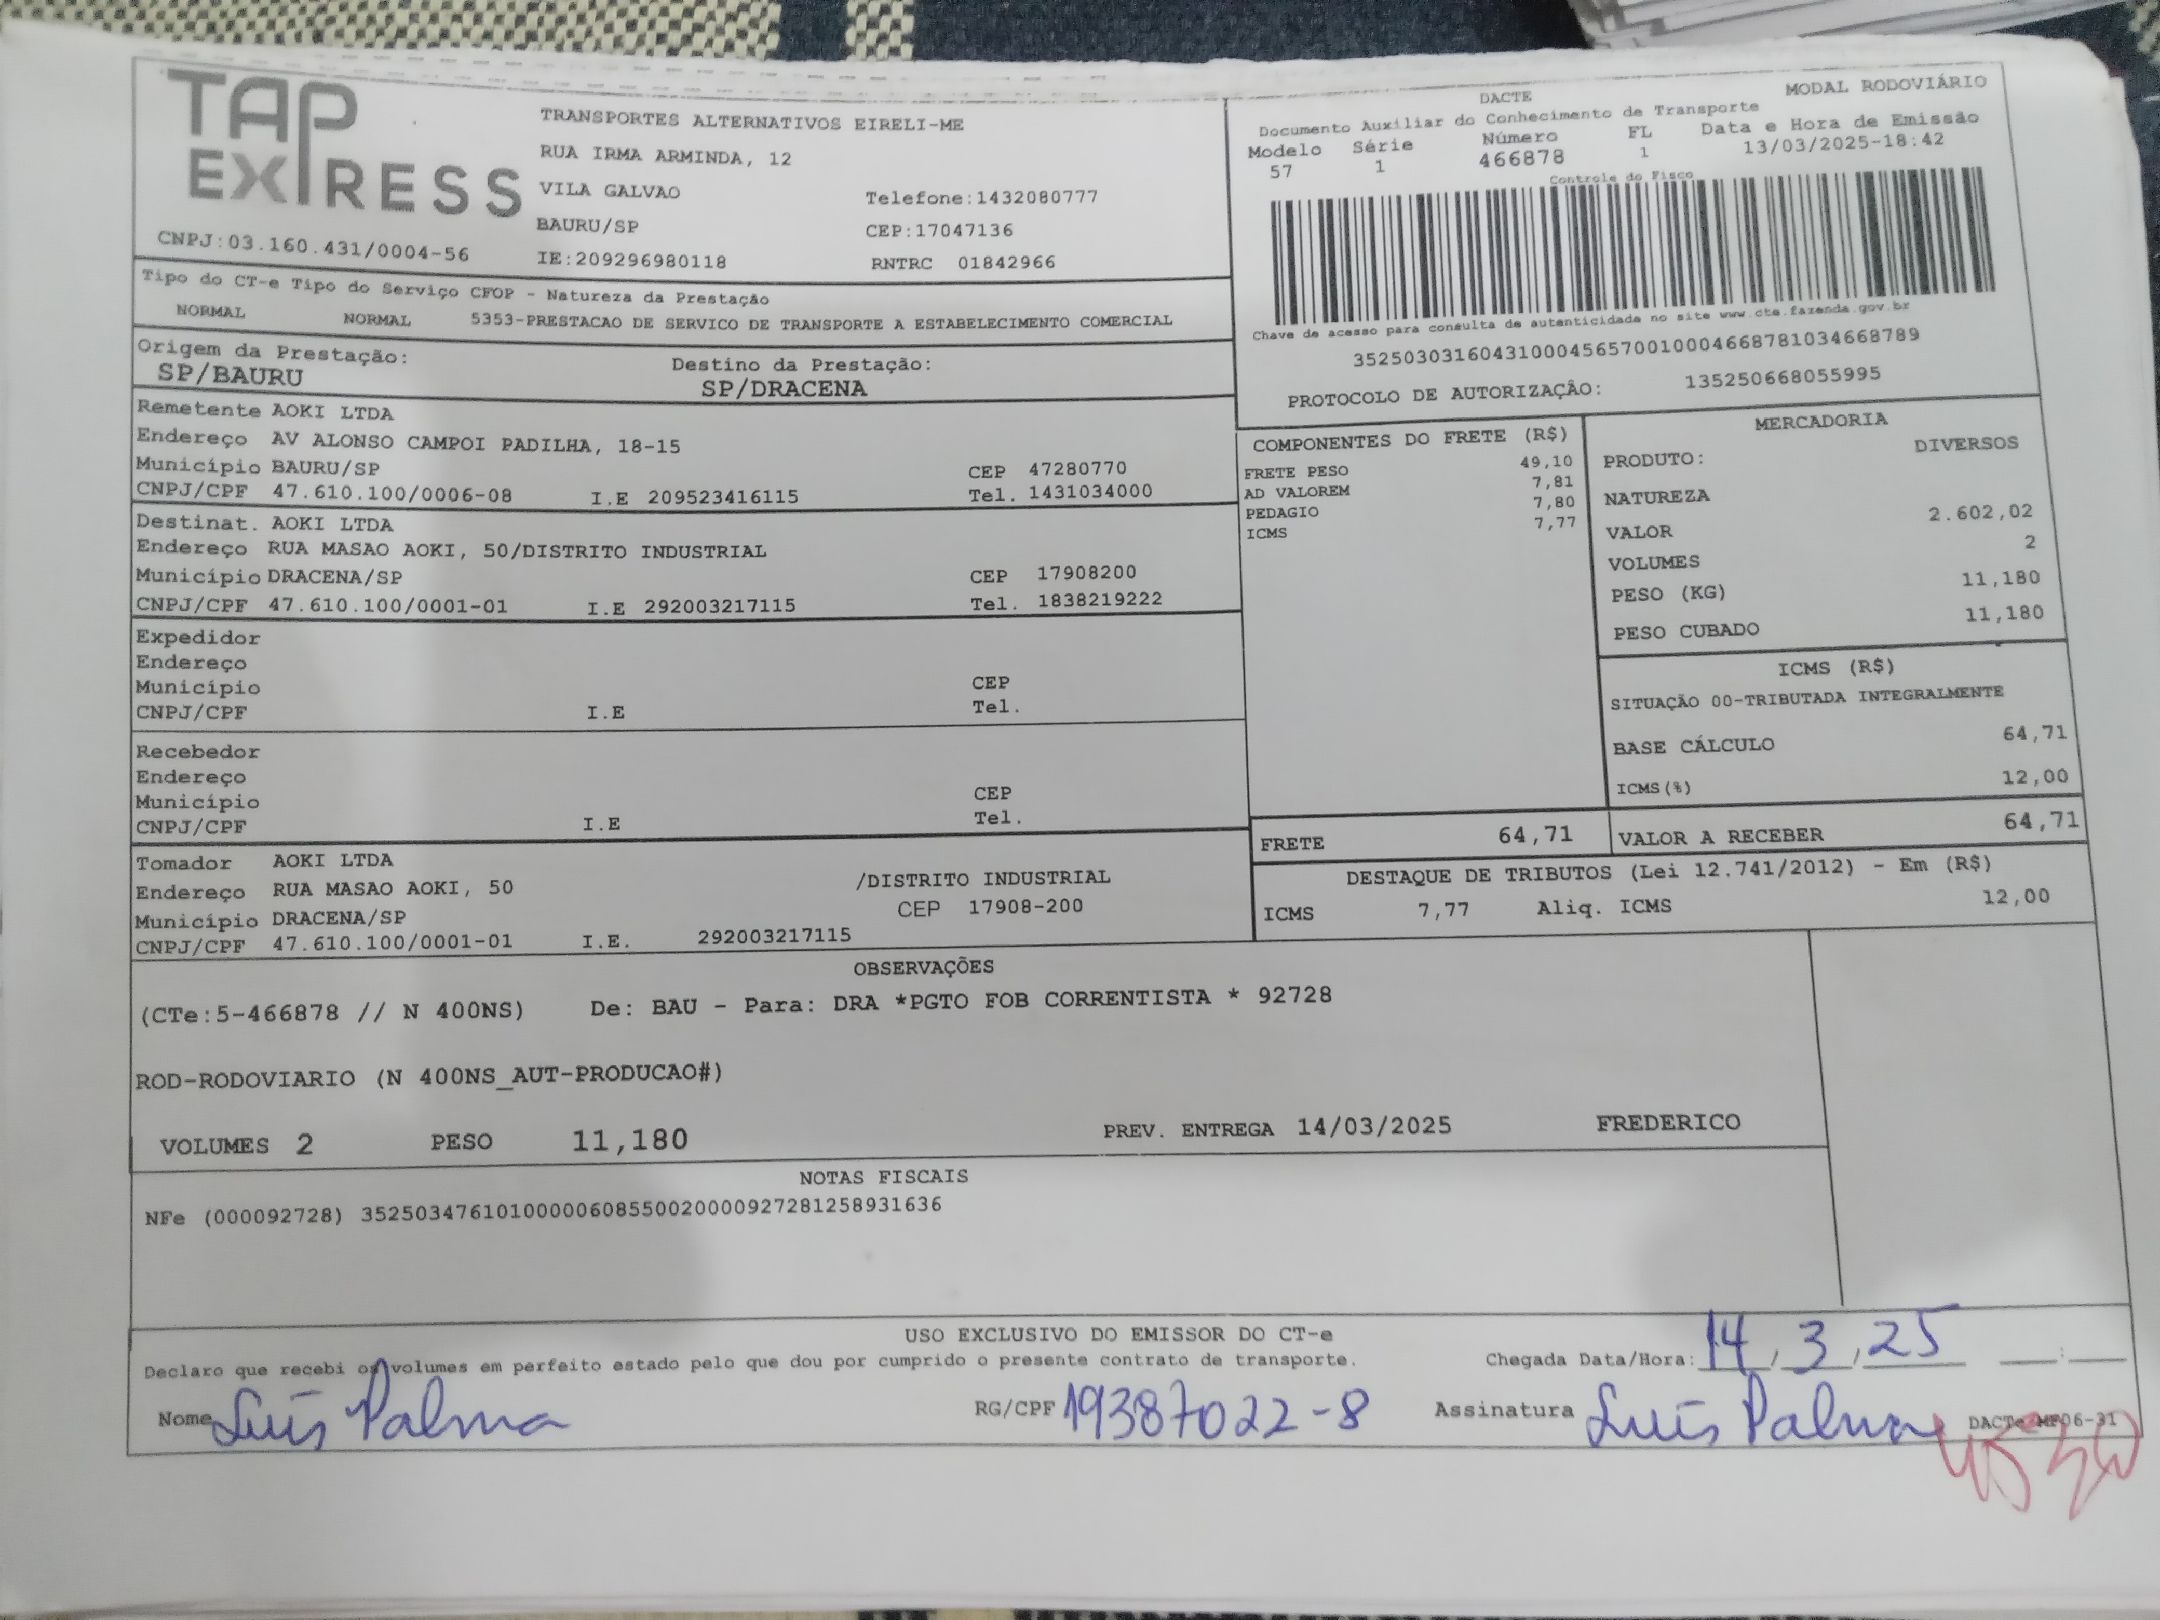 TAP EXPRESS
TRANSPORTES ALTERNATIVOS EIRELI-ME
RUA IRMA ARMINDA, 12
VILA GALVAO Telefone:1432080777
BAURU/SP CEP:17047136
CNPJ:03.160.431/0004-56 IE:209296980118 RNTRC 01842966
DACTE MODAL RODOVIÁRIO
Documento Auxiliar do Conhecimento de Transporte
Modelo Série Número FL Data e Hora de Emissão
57 1 466878 1 13/03/2025-18:42
Controle do Fisco
Chave de acesso para consulta de autenticidade no site www.cte.fazenda.gov.br
35250303160431000456570010004668781034668789
PROTOCOLO DE AUTORIZAÇÂO: 135250668055995
Tipo do CT-e Tipo do Serviço CFOP - Natureza da Prestação
NORMAL NORMAL 5353-PRESTACAO DE SERVICO DE TRANSPORTE A ESTABELECIMENTO COMERCIAL
Origem da Prestação: Destino da Prestação:
SP/BAURU SP/DRACENA
Remetente AOKI LTDA
Endereço AV ALONSO CAMPOI PADILHA, 18-15
Município BAURU/SP CEP 47280770
CNPJ/CPF 47.610.100/0006-08 I.E 209523416115 Tel. 1431034000
Destinat. AOKI LTDA
Endereço RUA MASAO AOKI, 50/DISTRITO INDUSTRIAL
Município DRACENA/SP CEP 17908200
CNPJ/CPF 47.610.100/0001-01 I.E 292003217115 Tel. 1838219222
Expedidor
Endereço
Município CEP
CNPJ/CPF I.E Tel.
Recebedor
Endereço
Município CEP
CNPJ/CPF I.E Tel.
Tomador AOKI LTDA
Endereço RUA MASAO AOKI, 50 /DISTRITO INDUSTRIAL
Município DRACENA/SP CEP 17908-200
CNPJ/CPF 47.610.100/0001-01 I.E. 292003217115
COMPONENTES DO FRETE (R$)
FRETE PESO 49,10
AD VALOREM 7,81
PEDAGIO 7,80
ICMS 7,77
MERCADORIA
PRODUTO: DIVERSOS
NATUREZA
VALOR 2.602,02
VOLUMES 2
PESO (KG) 11,180
PESO CUBADO 11,180
ICMS (R$)
SITUAÇÃO 00-TRIBUTADA INTEGRALMENTE
BASE CÁLCULO 64,71
ICMS(%) 12,00
FRETE 64,71 VALOR A RECEBER 64,71
DESTAQUE DE TRIBUTOS (Lei 12.741/2012) - Em (R$)
ICMS 7,77 Aliq. ICMS 12,00
OBSERVAÇÕES
(CTe:5-466878 // N 400NS) De: BAU - Para: DRA *PGTO FOB CORRENTISTA * 92728
ROD-RODOVIARIO (N 400NS_AUT-PRODUCAO#)
VOLUMES 2 PESO 11,180 PREV. ENTREGA 14/03/2025 FREDERICO
NOTAS FISCAIS
NFe (000092728) 35250347610100000608550020000927281258931636
USO EXCLUSIVO DO EMISSOR DO CT-e
Declaro que recebi os volumes em perfeito estado pelo que dou por cumprido o presente contrato de transporte. Chegada Data/Hora: 14/3/25 __:__
Nome Luís Palma RG/CPF 19387022-8 Assinatura Luís Palma DACTe MF06-31